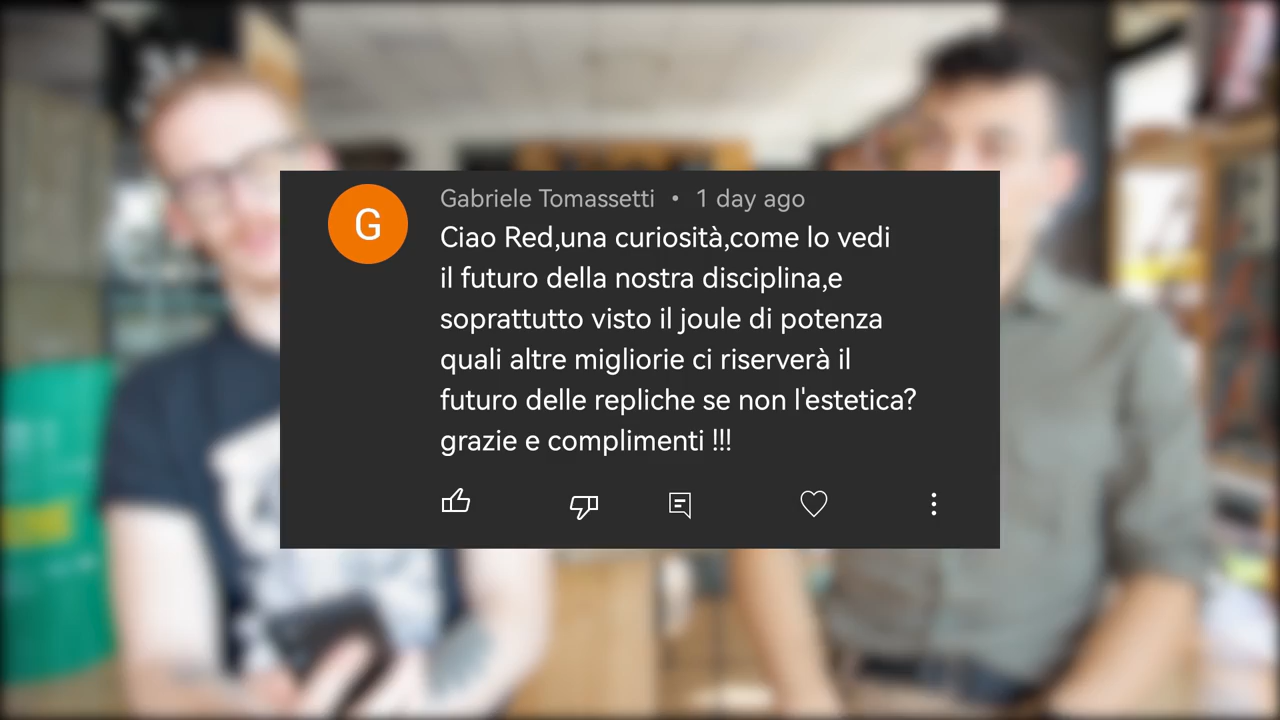 G
Gabriele Tomassetti • 1 day ago
Ciao Red,una curiosità,come lo vedi
il futuro della nostra disciplina,e
soprattutto visto il joule di potenza
quali altre migliorie ci riserverà il
futuro delle repliche se non l'estetica?
grazie e complimenti !!!